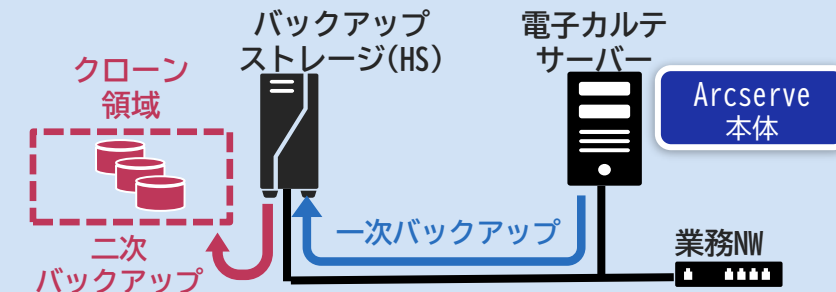 バックアップ
ストレージ(HS)
電子カルテ
サーバー
クローン
領域
Arcserve
本体
一次バックアップ
業務NW
二次
バックアップ